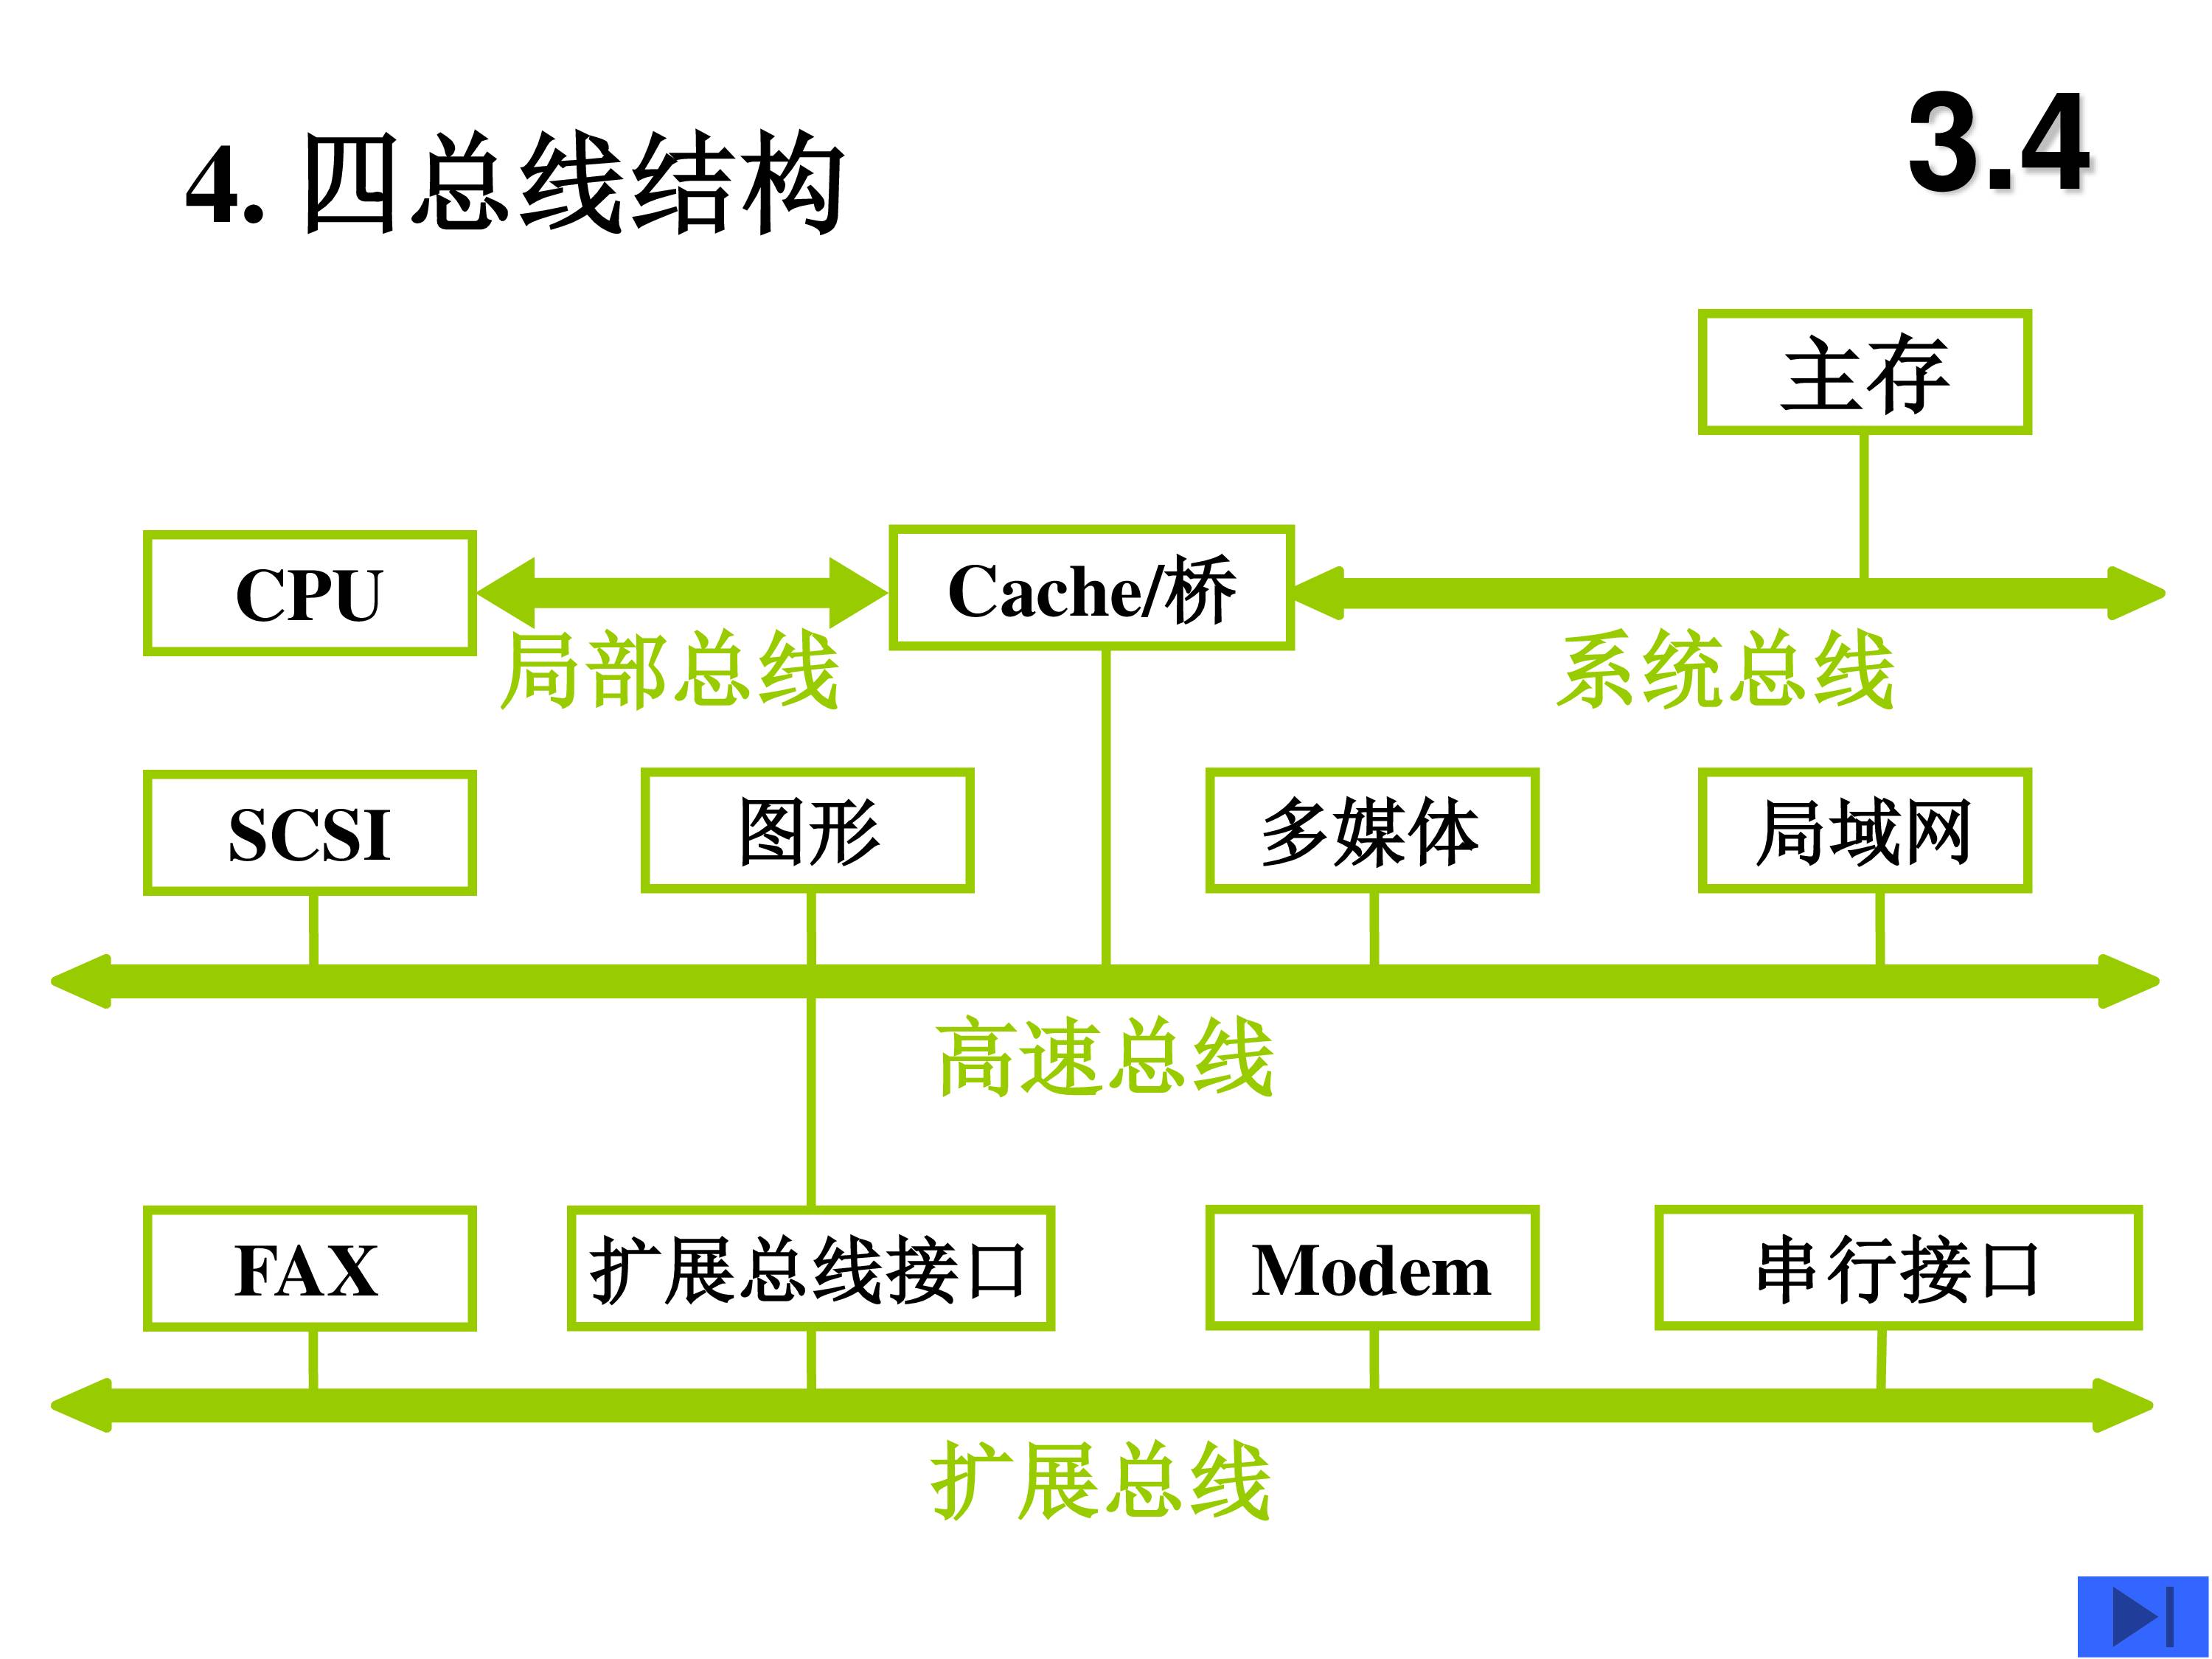 4. 四总线结构
3.4
主存
CPU
Cache/桥
局部总线
系统总线
SCSI
图形
多媒体
局域网
高速总线
FAX
扩展总线接口
Modem
串行接口
扩展总线